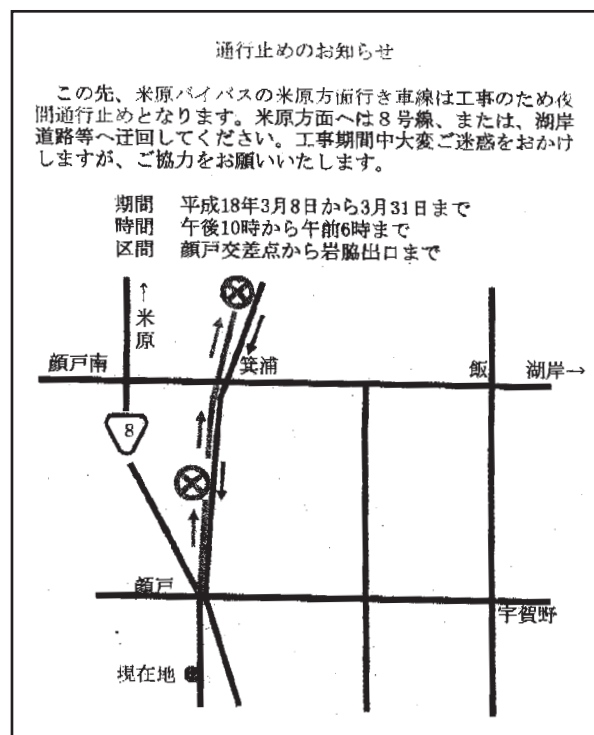 通行止めのお知らせ
この先、米原バイパスの米原方面行き車線は工事のため夜
間通行止めとなります。米原方面へは８号線、または、湖岸
道路等へ迂回してください。工事期間中大変ご迷惑をおかけ
しますが、ご協力をお願いいたします。
期間　平成18年3月8日から3月31日まで
時間　午後10時から午前6時まで
区間　顔戸交差点から岩脇出口まで
↑米原
顔戸南
箕浦
飯
湖岸→
8
顔戸
宇賀野
現在地